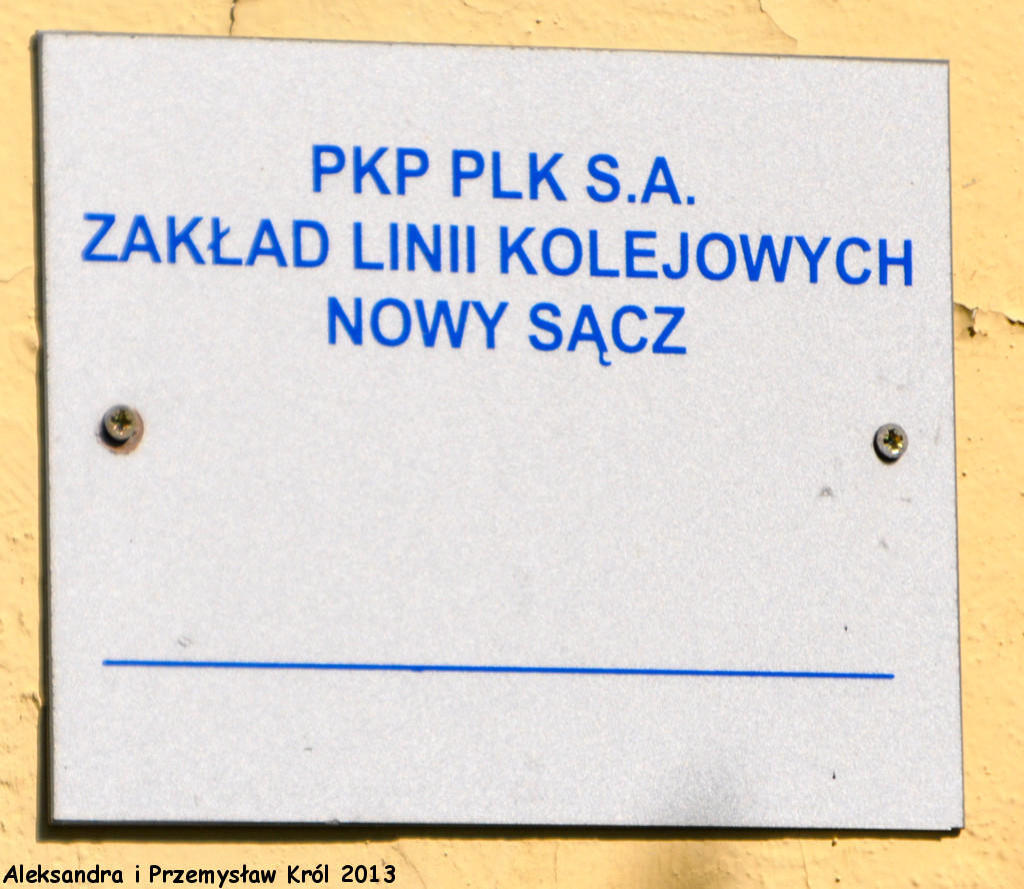 PKP PLK S.A.
ZAKŁAD LINII KOLEJOWYCH
NOWY SĄCZ
Aleksandra i Przemysław Król 2013